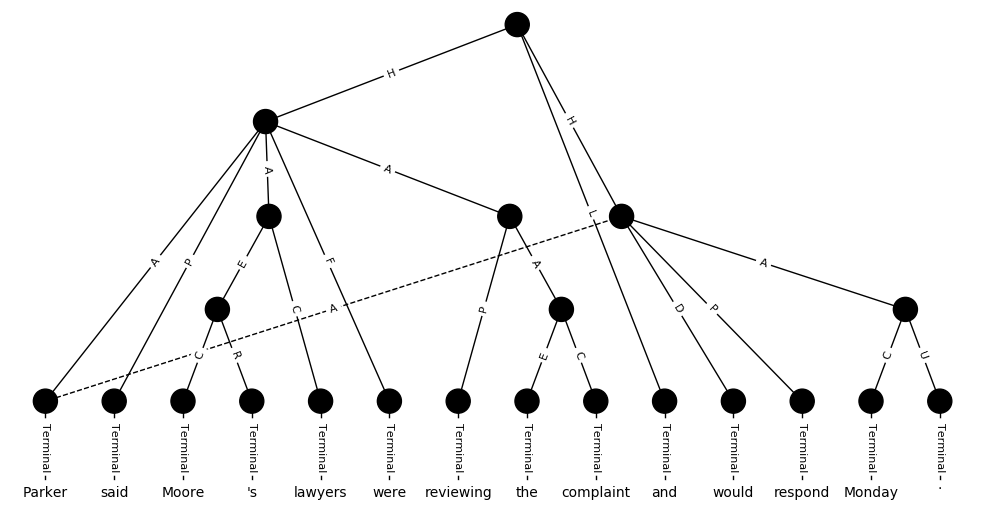 H
A
A
H
L
A
P
E
C
F
A
P
A
D
P
A
C
R
E
C
C
U
Terminal Terminal Terminal Terminal Terminal Terminal Terminal Terminal Terminal Terminal Terminal Terminal Terminal Terminal
Parker said Moore 's lawyers were reviewing the complaint and would respond Monday .